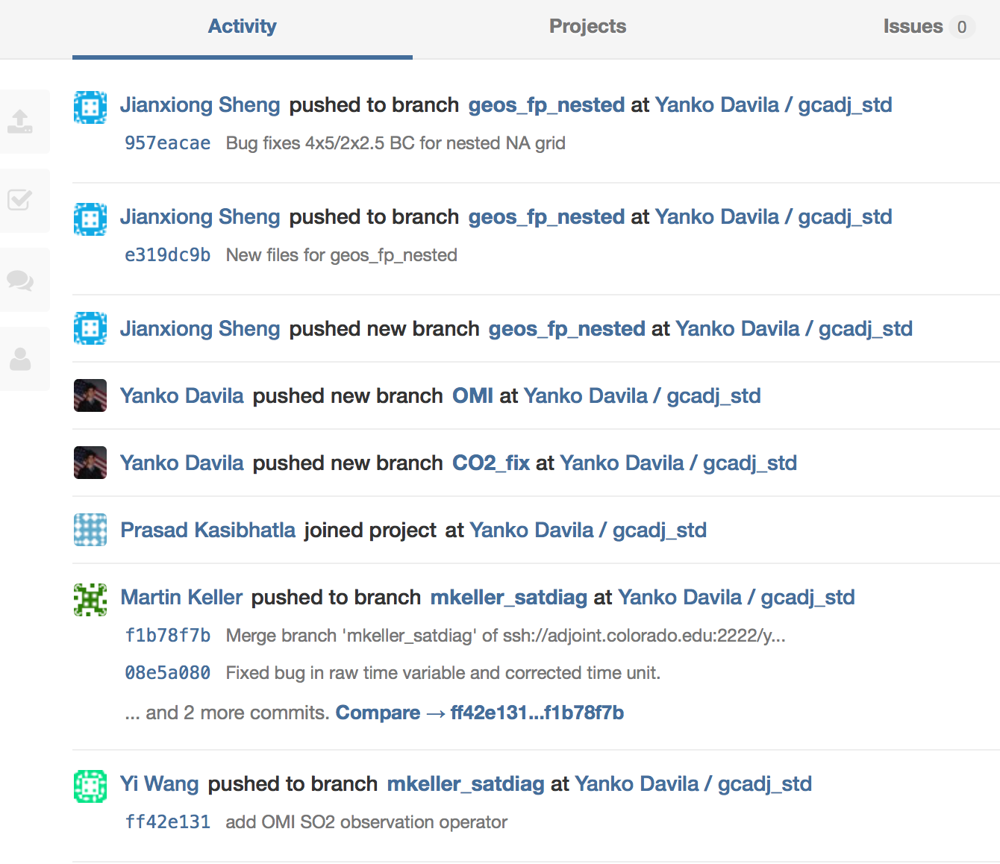 Activity Projects Issues 0
Jianxiong Sheng pushed to branch geos_fp_nested at Yanko Davila / gcadj_std
957eacae Bug fixes 4x5/2x2.5 BC for nested NA grid
Jianxiong Sheng pushed to branch geos_fp_nested at Yanko Davila / gcadj_std
e319dc9b New files for geos_fp_nested
Jianxiong Sheng pushed new branch geos_fp_nested at Yanko Davila / gcadj_std
Yanko Davila pushed new branch OMI at Yanko Davila / gcadj_std
Yanko Davila pushed new branch CO2_fix at Yanko Davila / gcadj_std
Prasad Kasibhatla joined project at Yanko Davila / gcadj_std
Martin Keller pushed to branch mkeller_satdiag at Yanko Davila / gcadj_std
f1b78f7b Merge branch 'mkeller_satdiag' of ssh://adjoint.colorado.edu:2222/y...
08e5a080 Fixed bug in raw time variable and corrected time unit.
... and 2 more commits. Compare → ff42e131...f1b78f7b
Yi Wang pushed to branch mkeller_satdiag at Yanko Davila / gcadj_std
ff42e131 add OMI SO2 observation operator